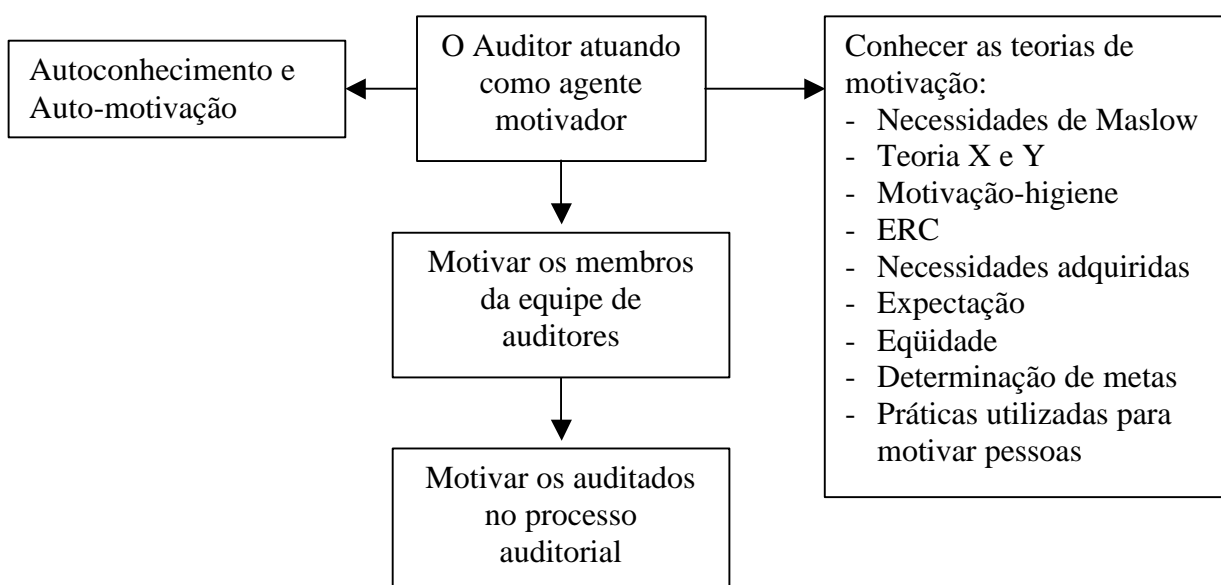 Autoconhecimento e
Auto-motivação
O Auditor atuando
como agente
motivador
Conhecer as teorias de
motivação:
- Necessidades de Maslow
- Teoria X e Y
- Motivação-higiene
- ERC
- Necessidades adquiridas
- Expectação
- Eqüidade
- Determinação de metas
- Práticas utilizadas para
motivar pessoas
Motivar os membros
da equipe de
auditores
Motivar os auditados
no processo
auditorial